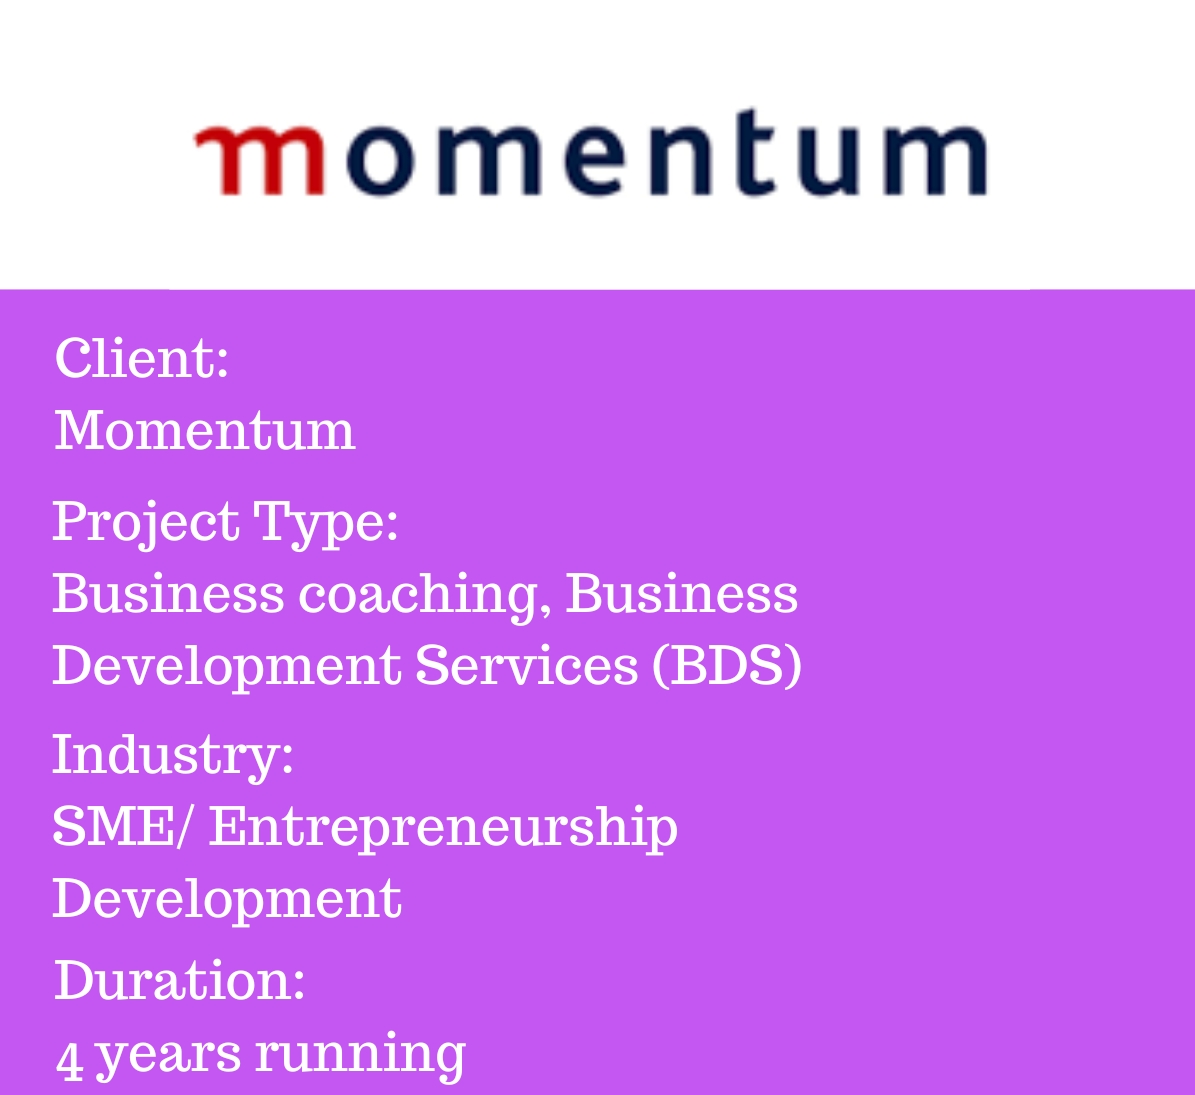 momentum
Client:
Momentum
Project Type:
Business coaching, Business
Development Services (BDS)
Industry:
SME/ Entrepreneurship
Development
Duration:
4 years running